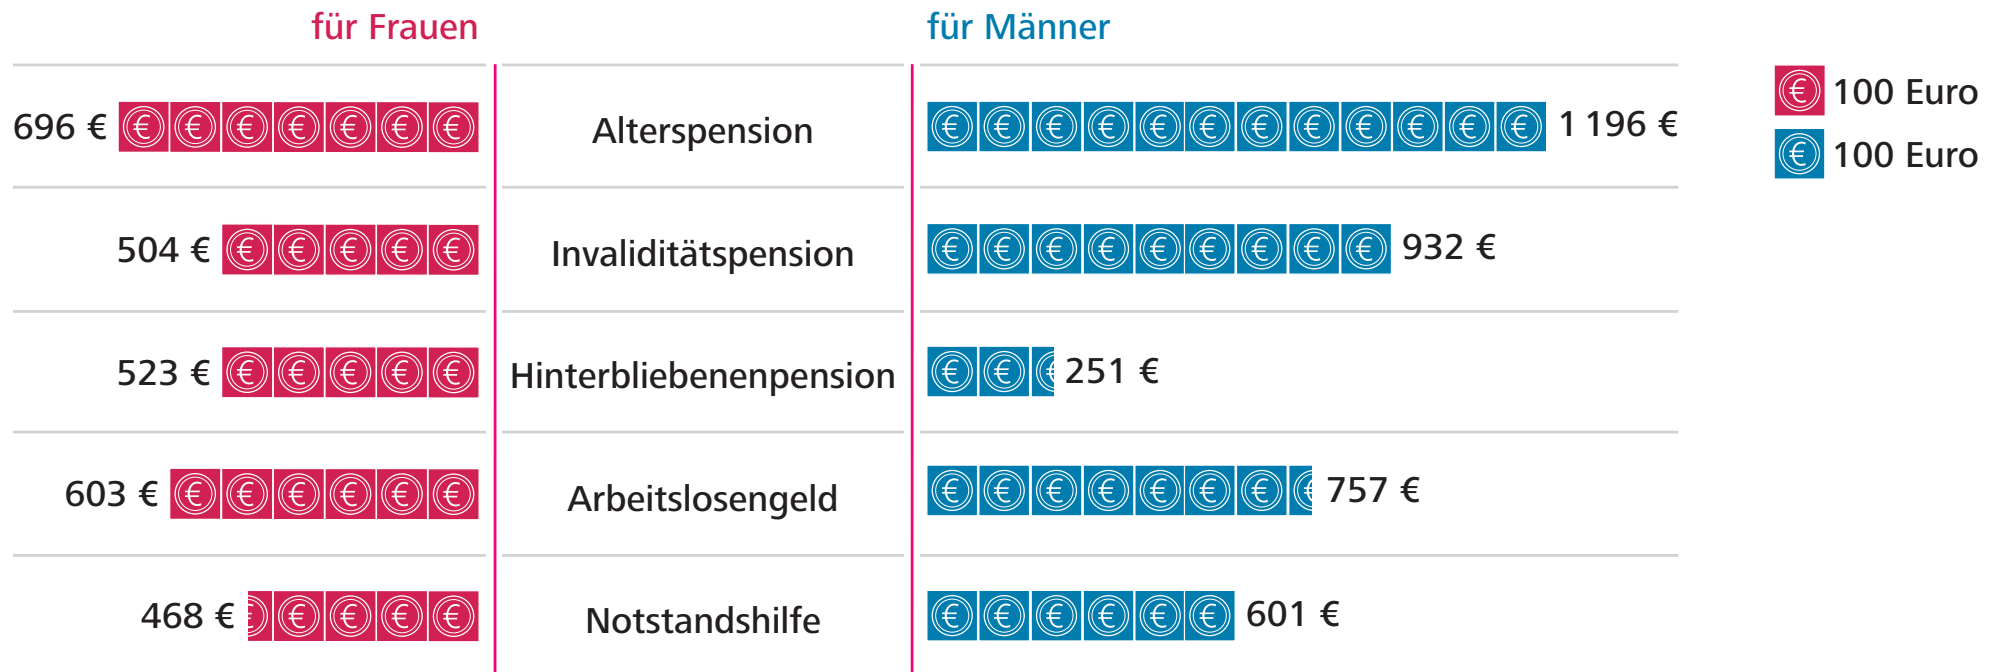 für Frauen
für Männer
696 €
Alterspension
1 196 €
504 €
Invaliditätspension
932 €
523 €
Hinterbliebenenpension
251 €
603 €
Arbeitslosengeld
757 €
468 €
Notstandshilfe
601 €
€ 100 Euro
€ 100 Euro